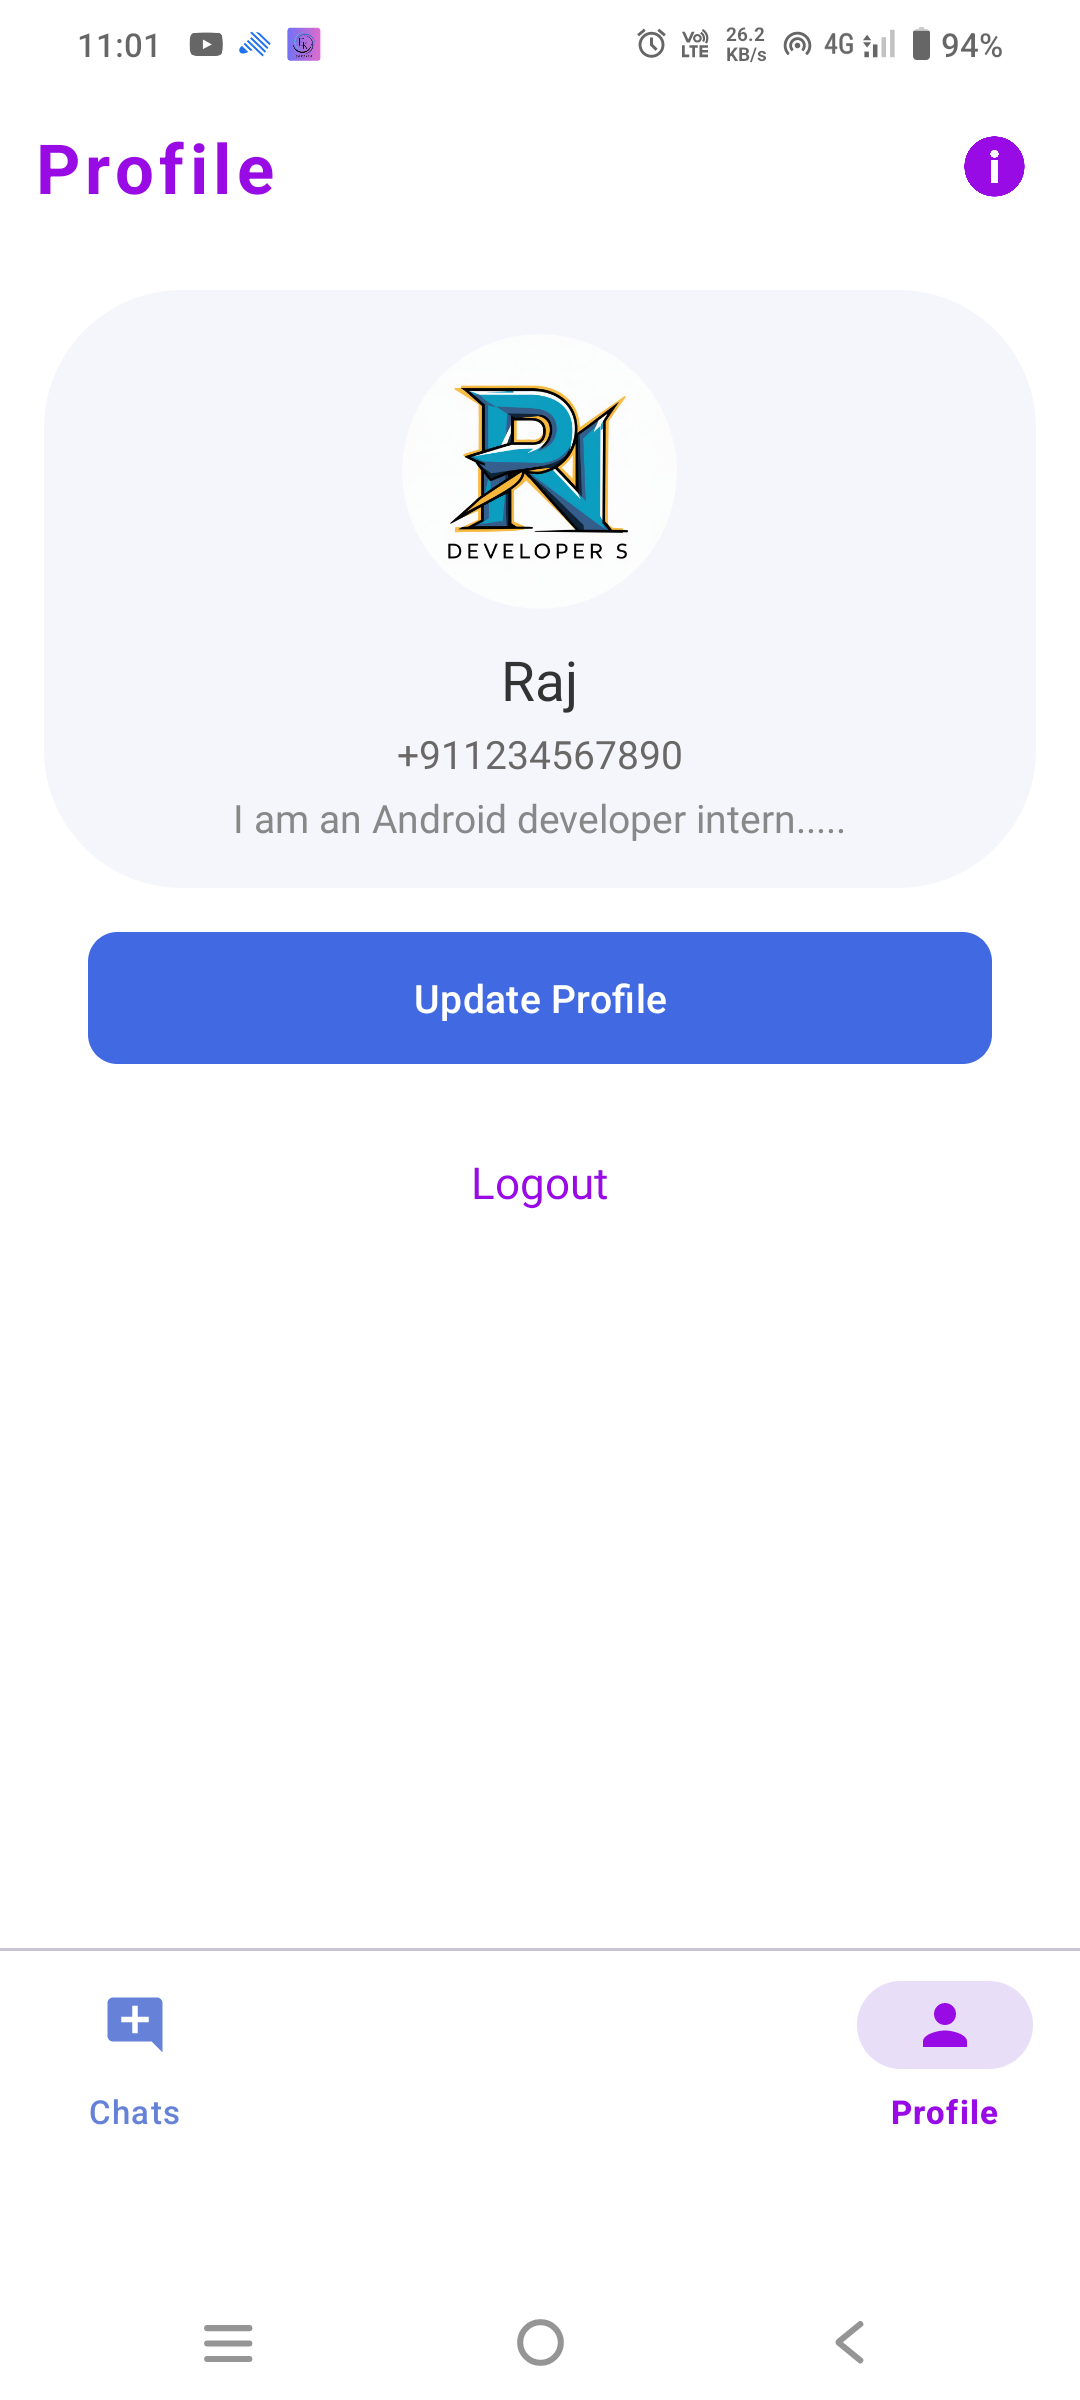 11:01
Vo) LTE 26.2 KB/s 4G 94%
Profile
DEVELOPER S
Raj
+911234567890
I am an Android developer intern.....
Update Profile
Logout
Chats Profile